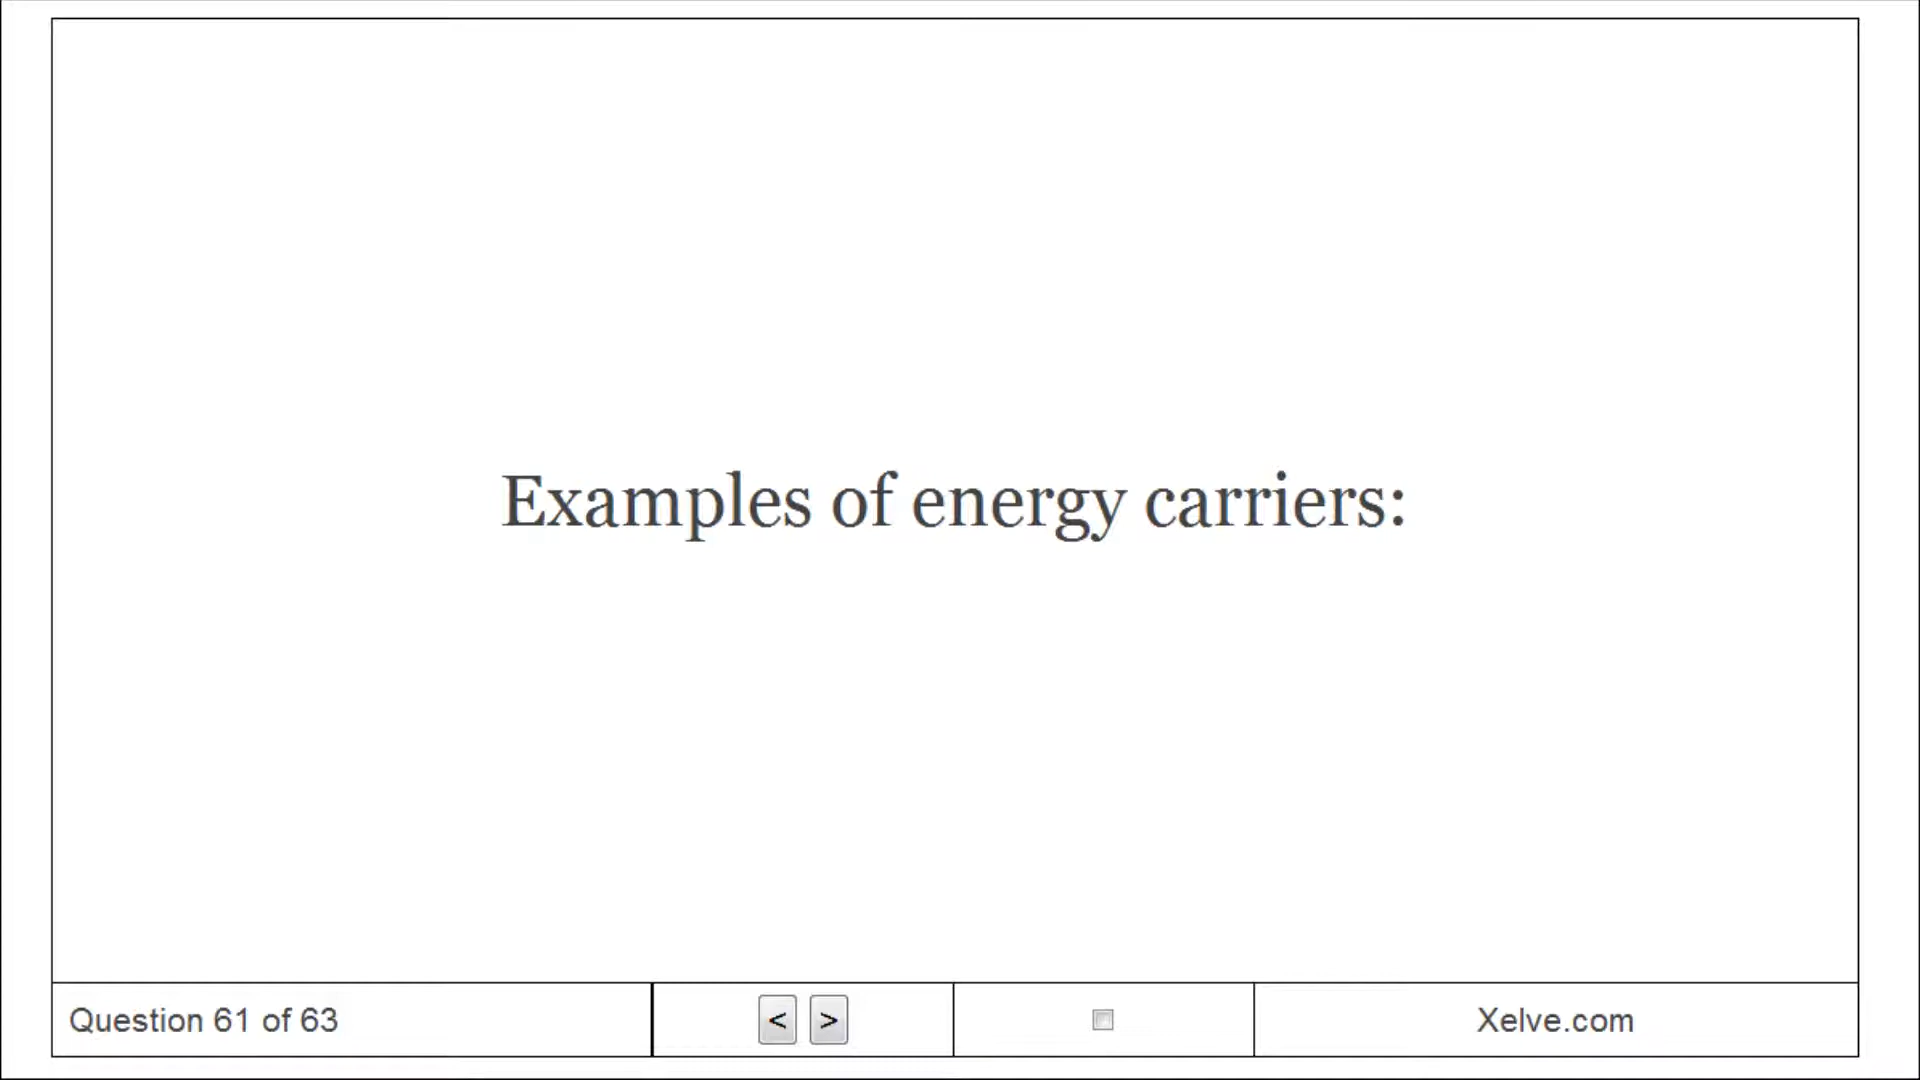 Examples of energy carriers:
Question 61 of 63
< >
Xelve.com